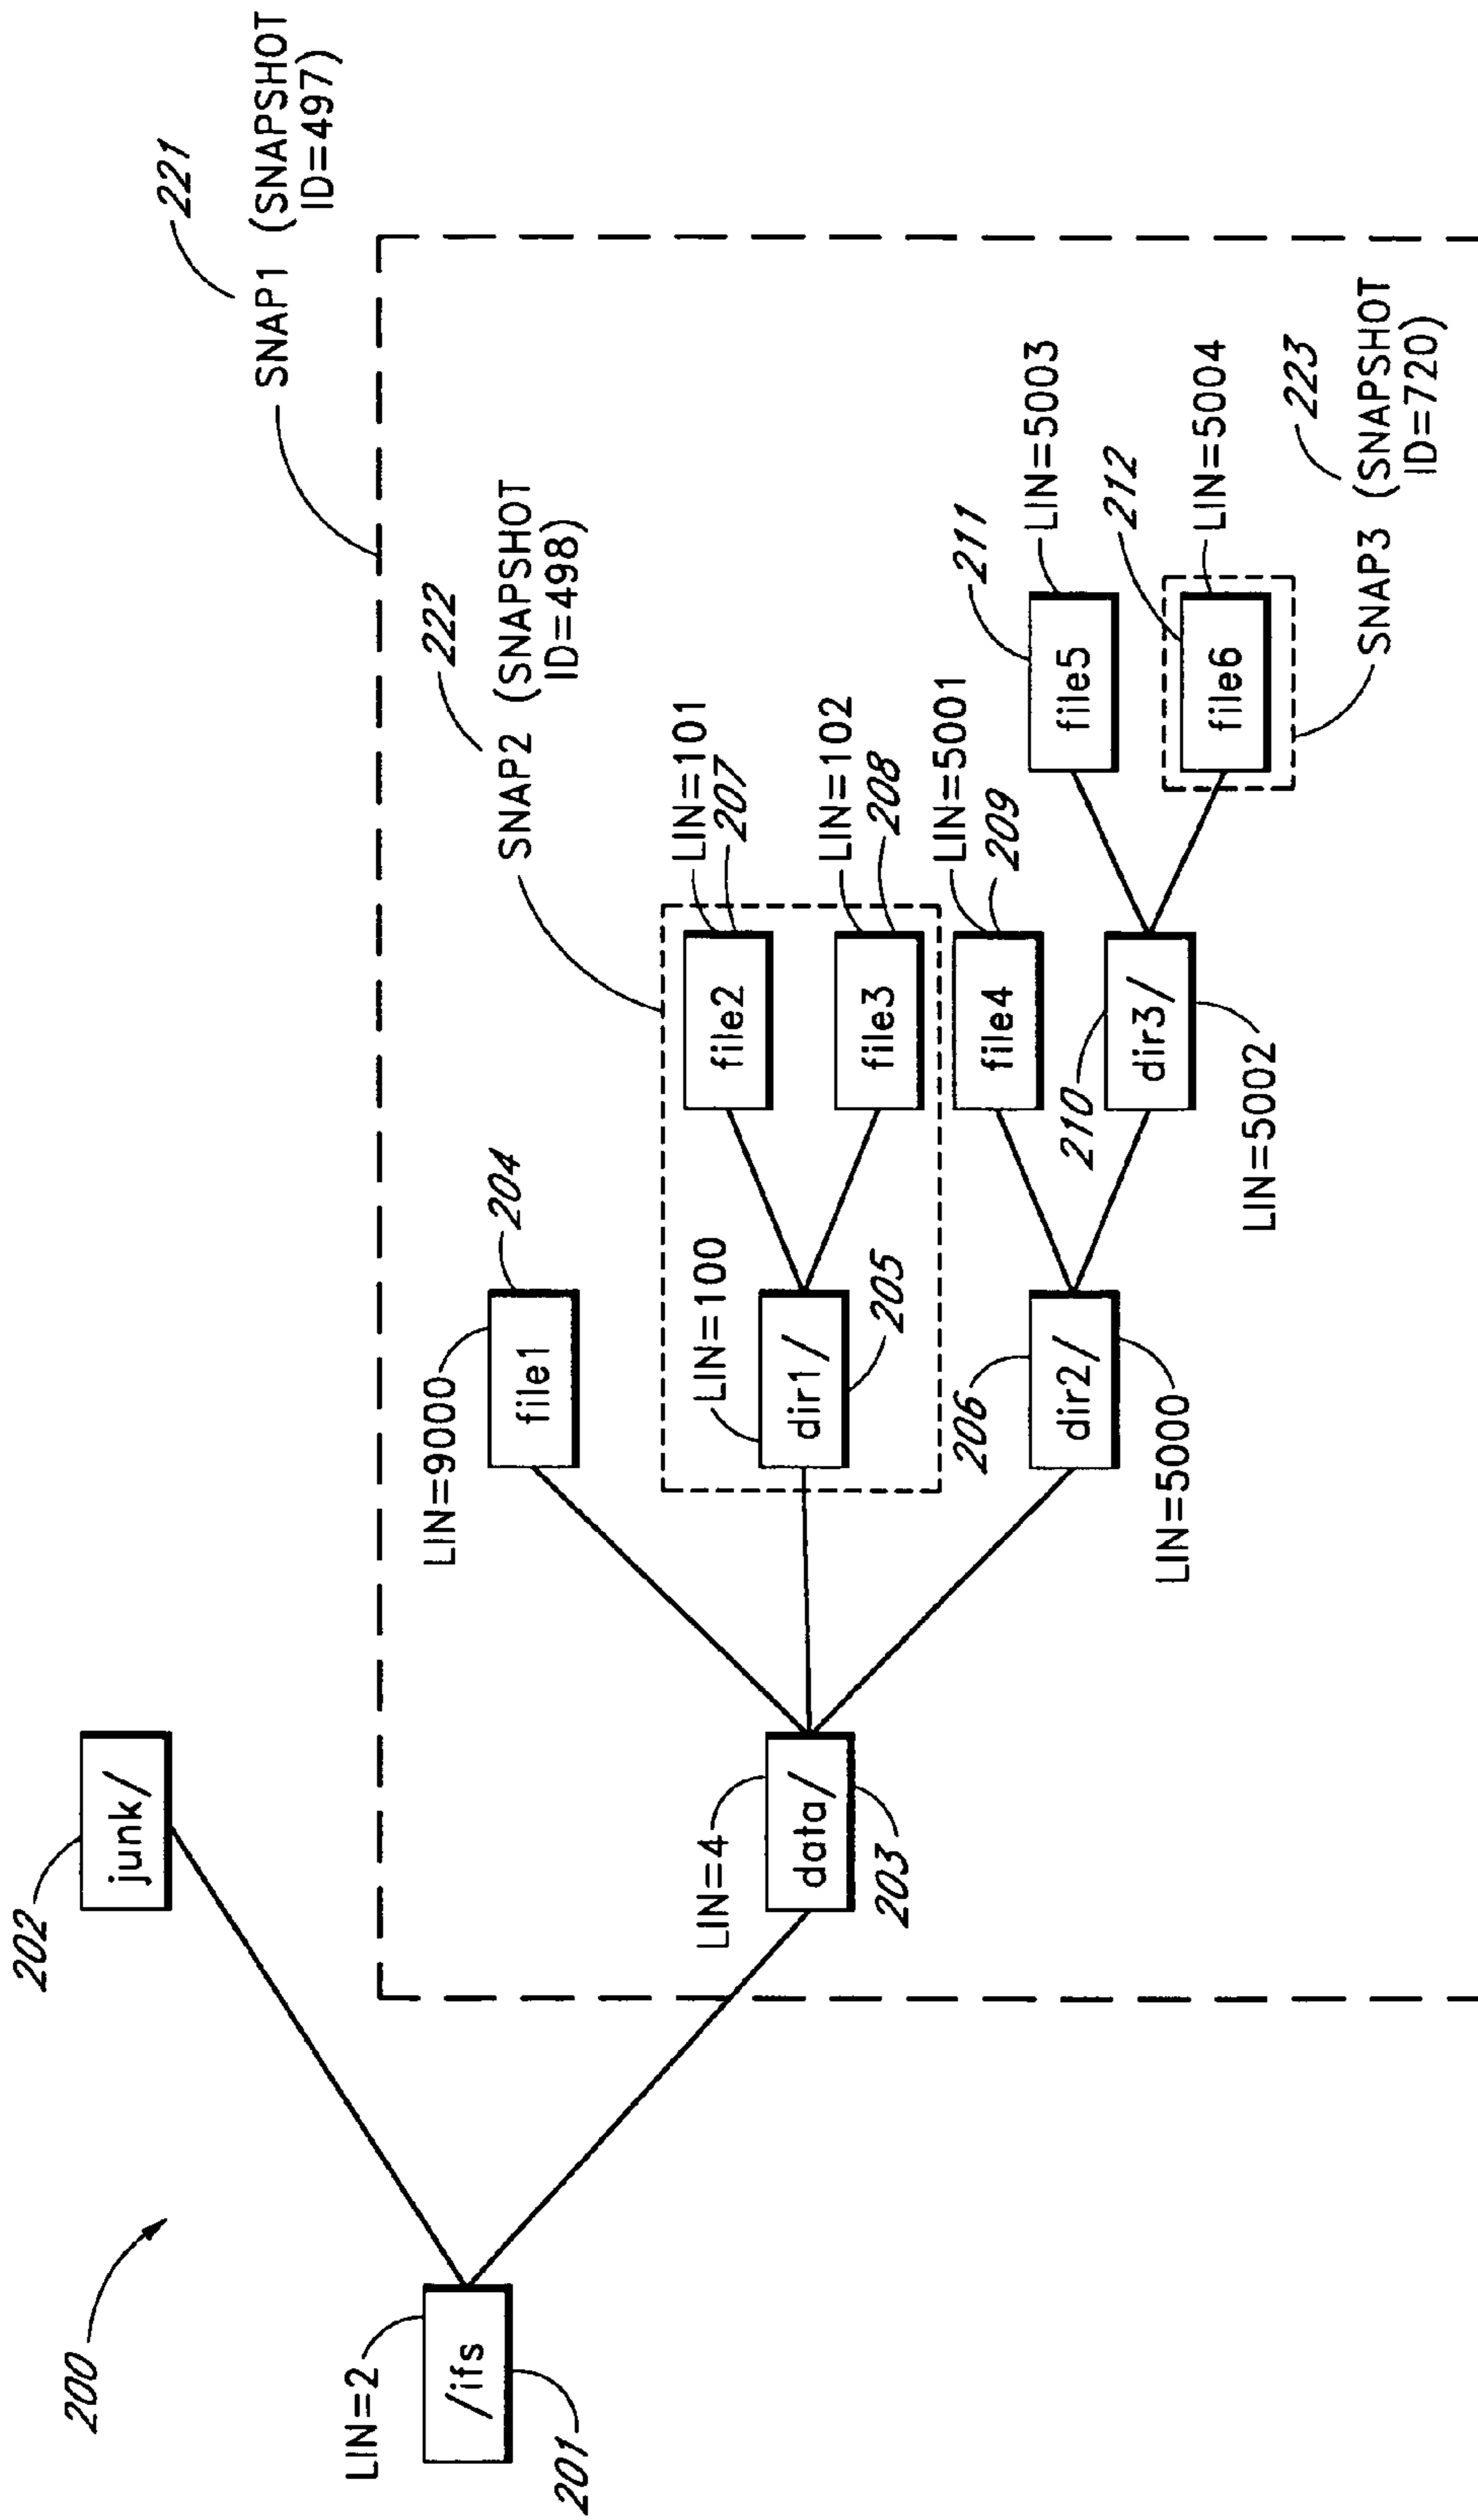 200
LIN=2
/ifs
201
202
junk/
LIN=4
data/
203
221
SNAP1 (SNAPSHOT
ID=497)
LIN=9000
file1
204
222
SNAP2 (SNAPSHOT
ID=498)
LIN=100
dir1/
205
LIN=101
207
file2
LIN=102
208
file3
206
dir2/
LIN=5000
LIN=5001
209
file4
210
dir3/
LIN=5002
211
LIN=5003
file5
212
LIN=5004
file6
223
SNAP3 (SNAPSHOT
ID=720)